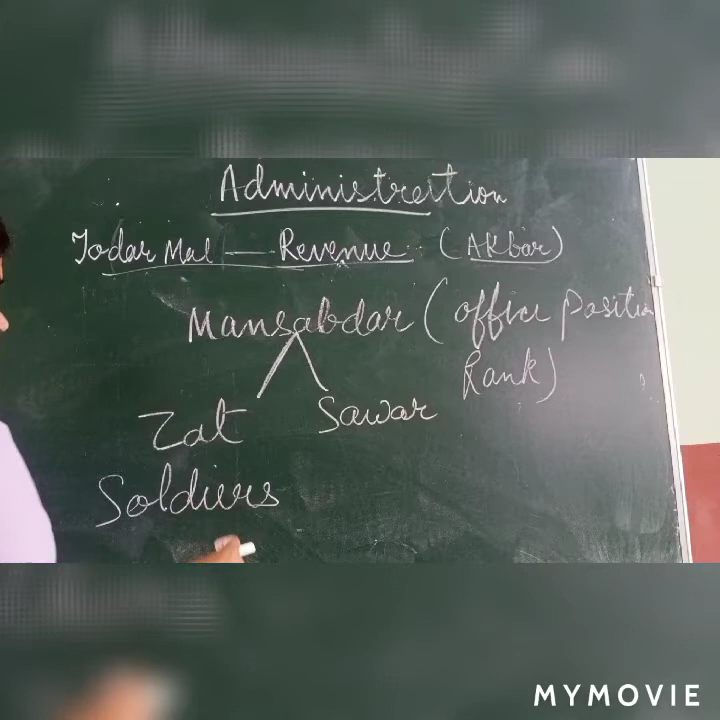 Administration
Todar Mal — Revenue (Akbar)
Mansabdar (office position
Rank)
Zat Sawar
Soldiers
MYMOVIE